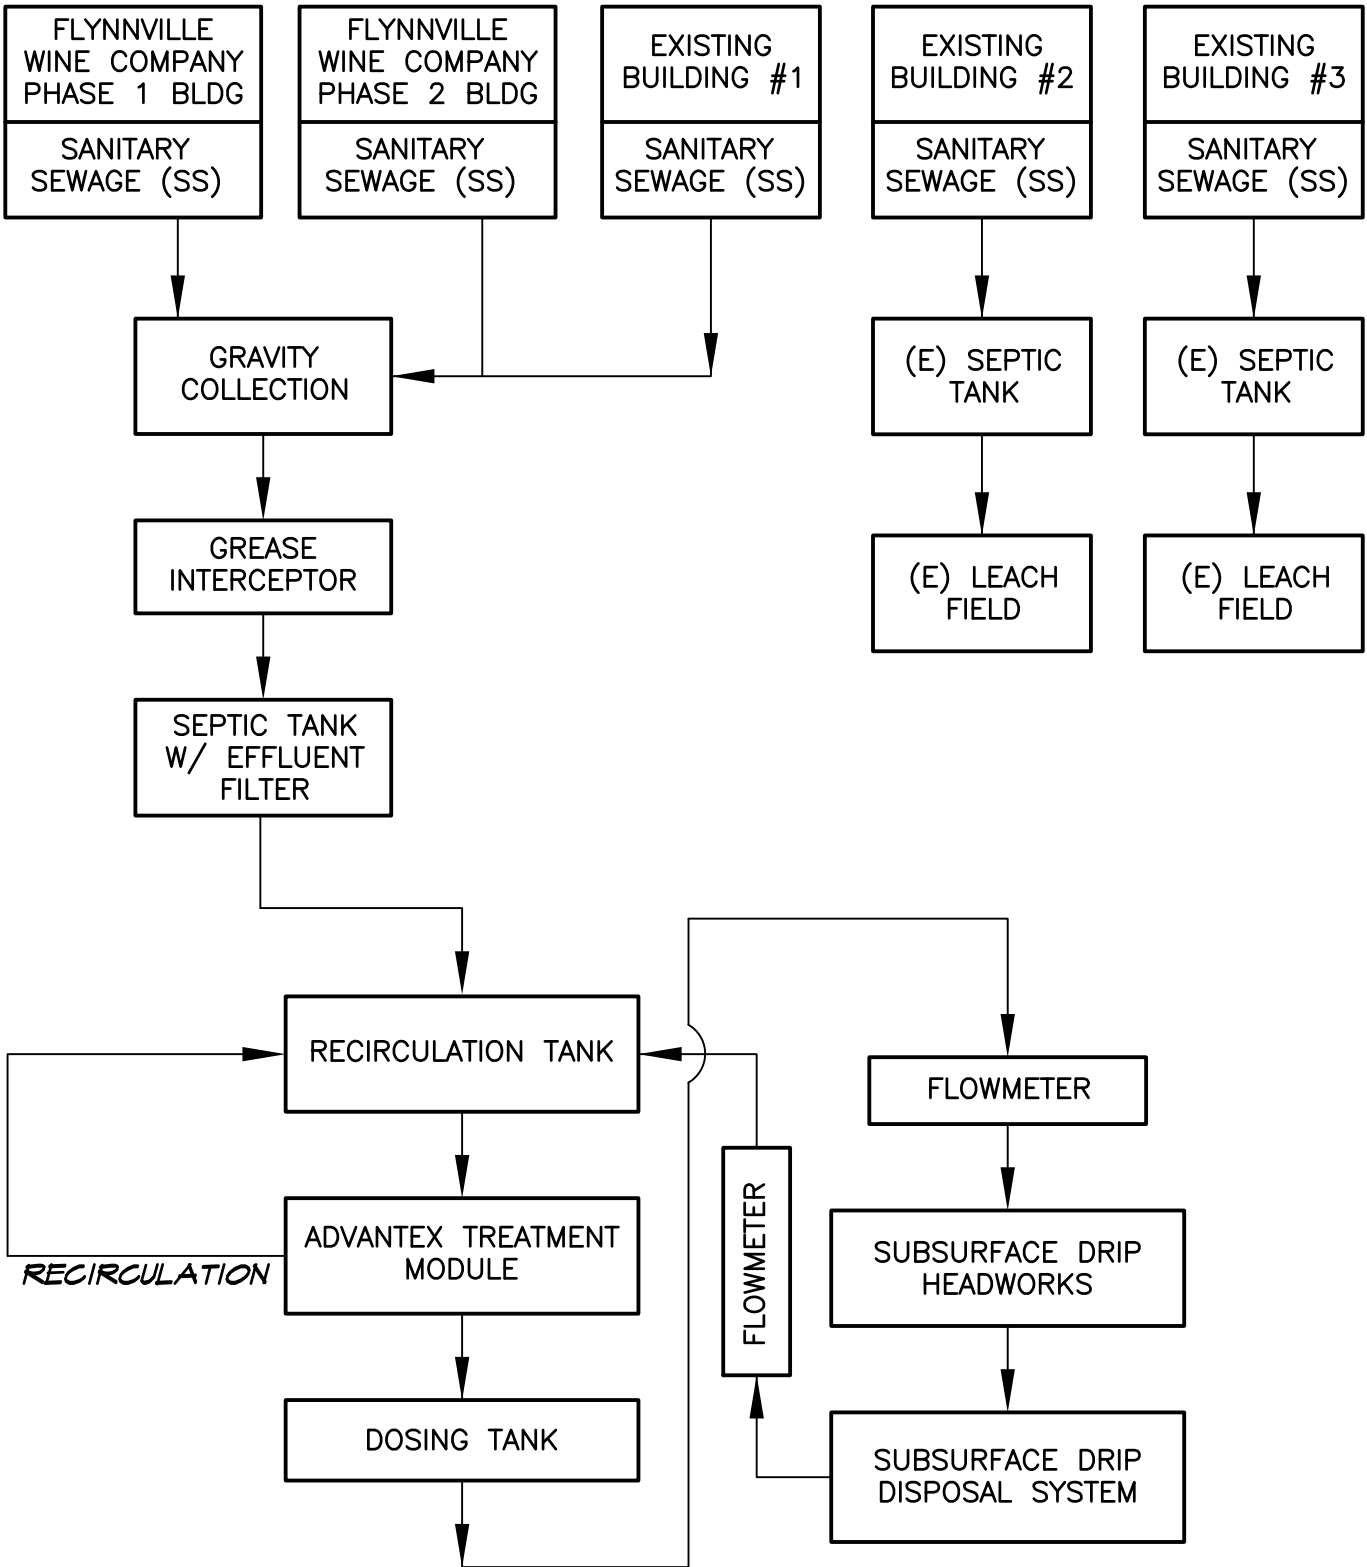 FLYNNVILLE
WINE COMPANY
PHASE 1 BLDG
SANITARY
SEWAGE (SS)
FLYNNVILLE
WINE COMPANY
PHASE 2 BLDG
SANITARY
SEWAGE (SS)
EXISTING
BUILDING #1
SANITARY
SEWAGE (SS)
EXISTING
BUILDING #2
SANITARY
SEWAGE (SS)
EXISTING
BUILDING #3
SANITARY
SEWAGE (SS)
GRAVITY
COLLECTION
(E) SEPTIC
TANK
(E) SEPTIC
TANK
GREASE
INTERCEPTOR
(E) LEACH
FIELD
(E) LEACH
FIELD
SEPTIC TANK
W/ EFFLUENT
FILTER
RECIRCULATION TANK
FLOWMETER
ADVANTEX TREATMENT
MODULE
RECIRCULATION
FLOWMETER
SUBSURFACE DRIP
HEADWORKS
DOSING TANK
SUBSURFACE DRIP
DISPOSAL SYSTEM